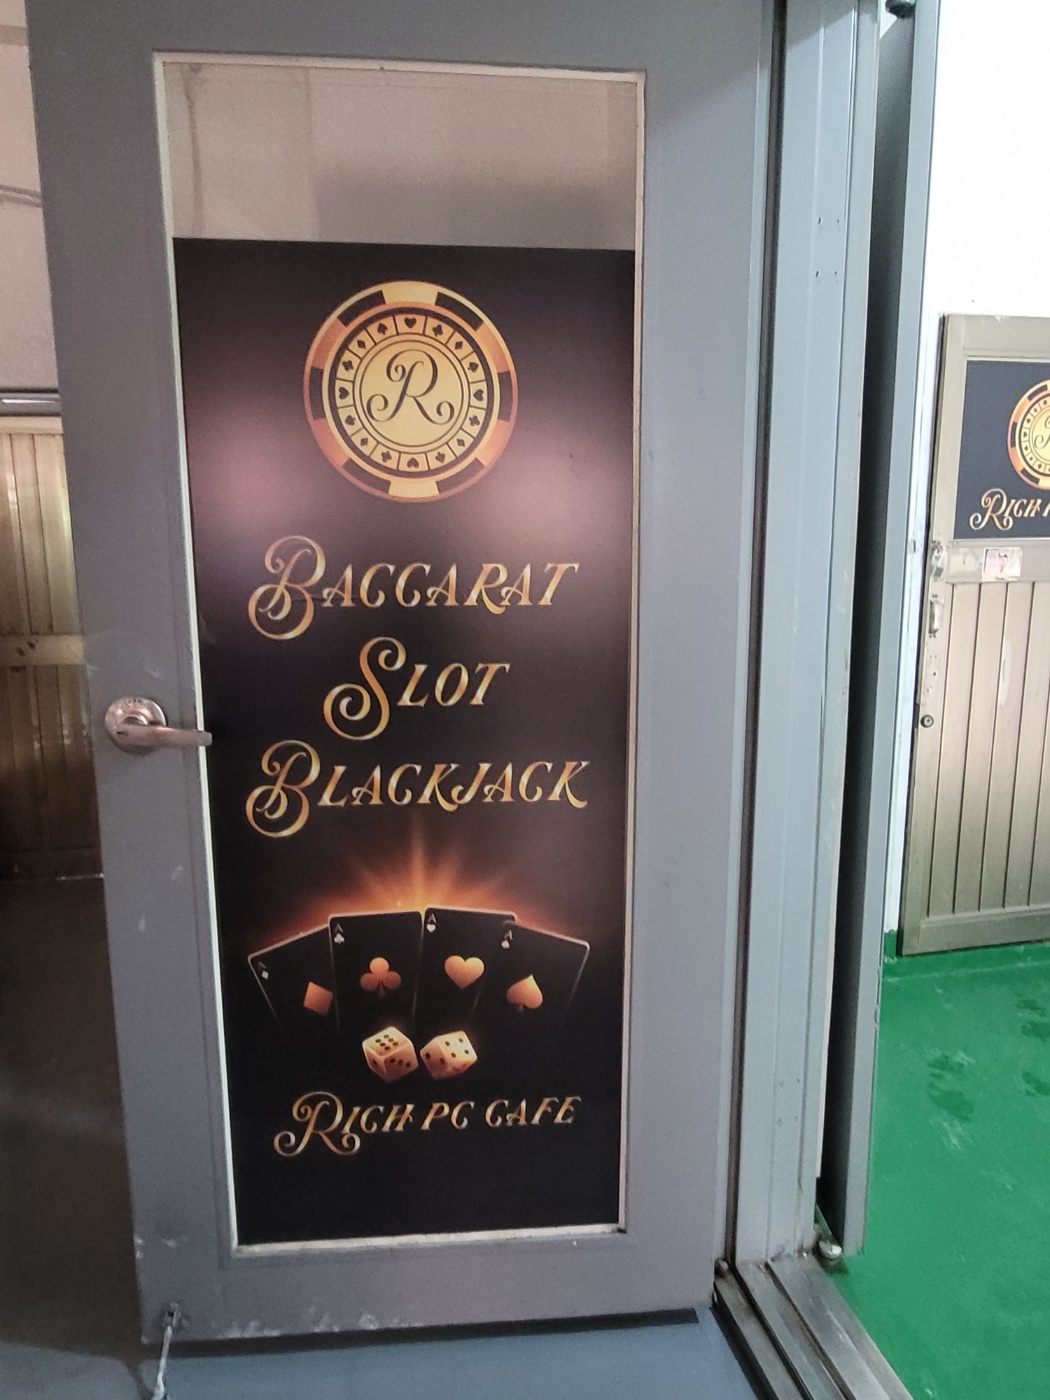 R
BACCARAT
SLOT
BLACKJACK
A
A
A
A
RICH PC CAFE
RICH